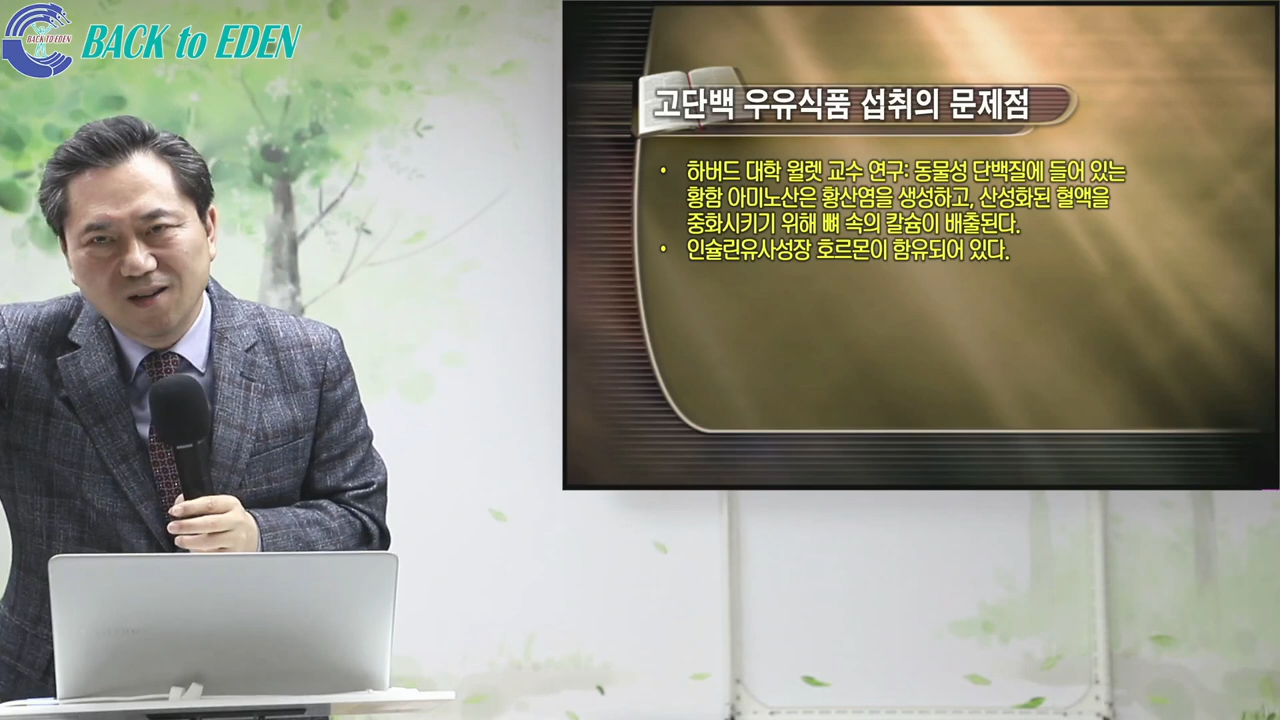 BACK TO EDEN
BACK to EDEN
고단백 우유식품 섭취의 문제점
• 하버드 대학 윌렛 교수 연구: 동물성 단백질에 들어 있는
황함 아미노산은 황산염을 생성하고, 산성화된 혈액을
중화시키기 위해 뼈 속의 칼슘이 배출된다.
• 인슐린유사성장 호르몬이 함유되어 있다.